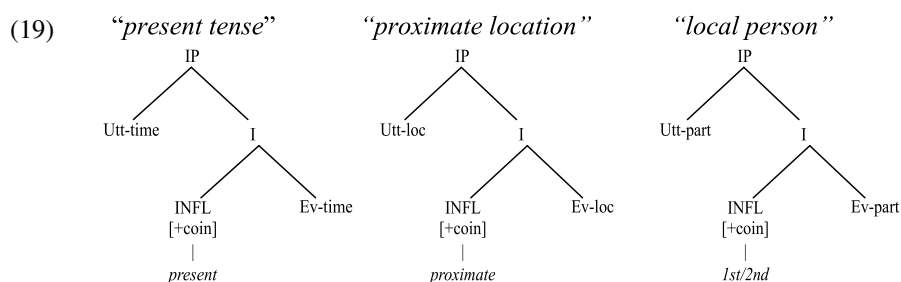 (19) “present tense” “proximate location” “local person”
IP IP IP
Utt-time Utt-loc Utt-part
I I I
INFL Ev-time INFL Ev-loc INFL Ev-part
[+coin] [+coin] [+coin]
present proximate 1st/2nd